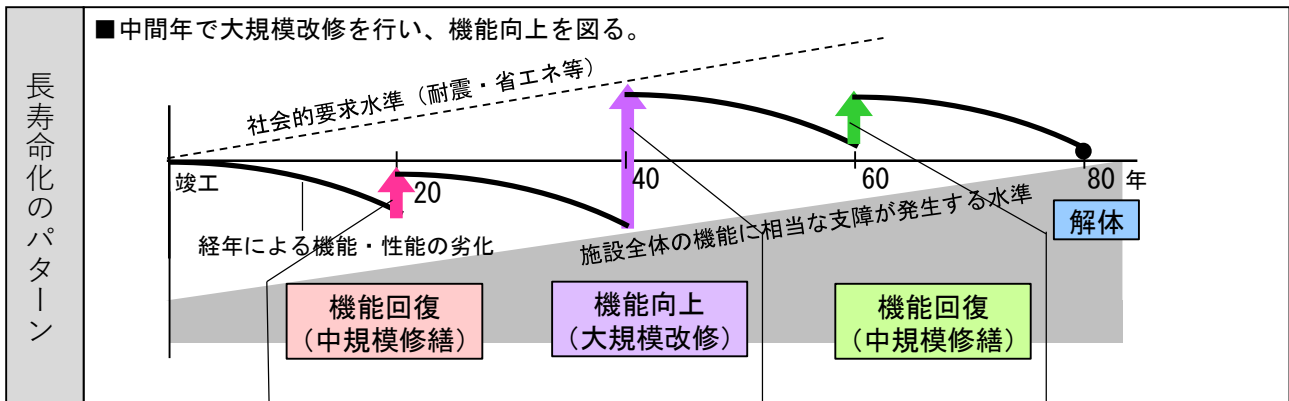 長寿命化のパターン
■中間年で大規模改修を行い、機能向上を図る。
社会的要求水準（耐震・省エネ等）
竣工
20
40
60
80 年
経年による機能・性能の劣化
施設全体の機能に相当な支障が発生する水準
解体
機能回復
（中規模修繕）
機能向上
（大規模改修）
機能回復
（中規模修繕）